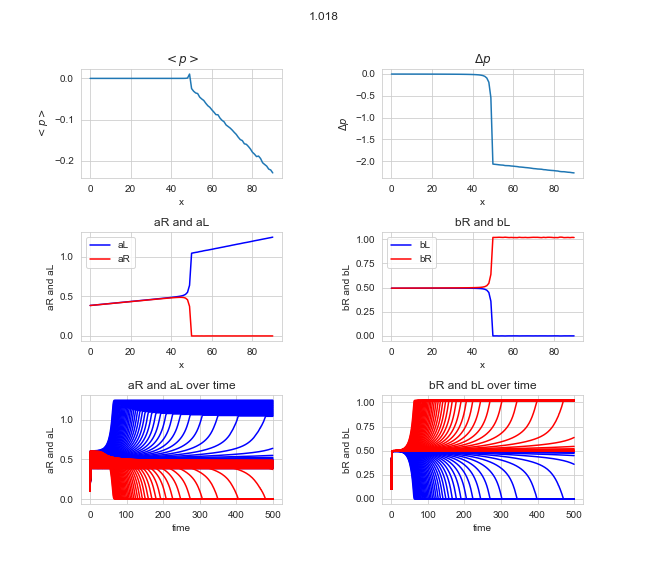 1.018
< p >
Δp
0.0
−0.1
−0.2
< p >
0 20 40 60 80
x
0.0
−0.5
−1.0
−1.5
−2.0
Δp
0 20 40 60 80
x
aR and aL
bR and bL
aL
aR
1.0
0.5
0.0
aR and aL
0 20 40 60 80
x
bL
bR
1.00
0.75
0.50
0.25
0.00
bR and bL
0 20 40 60 80
x
aR and aL over time
bR and bL over time
1.0
0.5
0.0
aR and aL
0 100 200 300 400 500
time
1.00
0.75
0.50
0.25
0.00
bR and bL
0 100 200 300 400 500
time